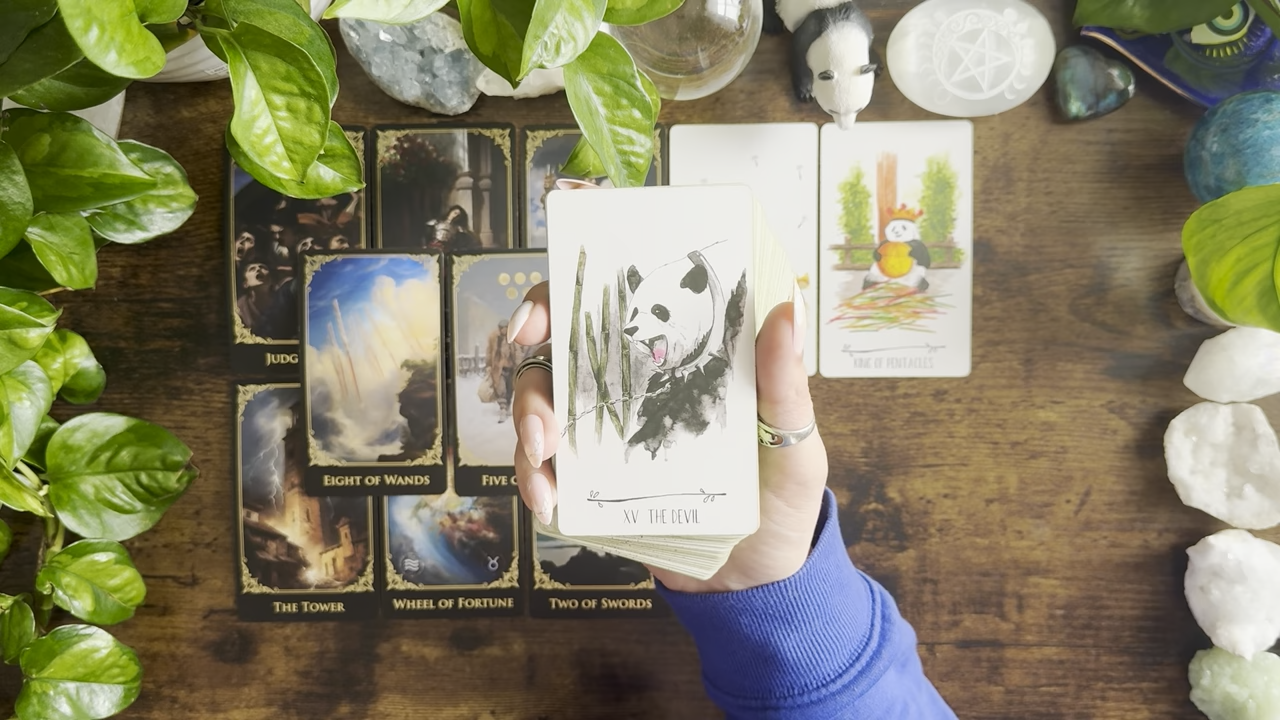 JUDG
KING OF PENTACLES
EIGHT OF WANDS
FIVE
XV THE DEVIL
THE TOWER
WHEEL OF FORTUNE
TWO OF SWORDS